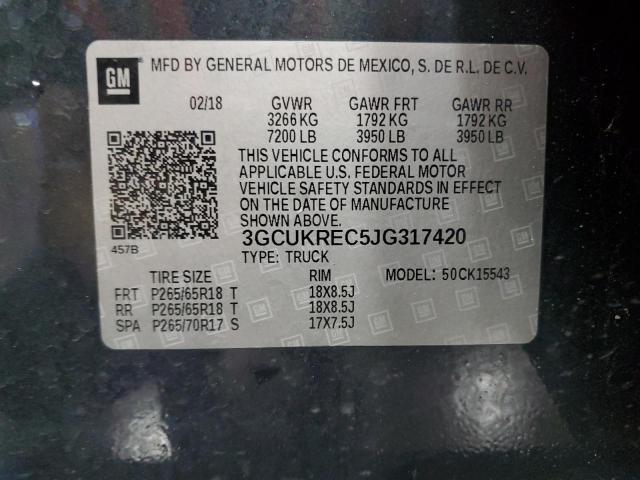 GM
MFD BY GENERAL MOTORS DE MEXICO, S. DE R.L. DE C.V.
02/18 GVWR GAWR FRT GAWR RR
3266 KG 1792 KG 1792 KG
7200 LB 3950 LB 3950 LB
THIS VEHICLE CONFORMS TO ALL
APPLICABLE U.S. FEDERAL MOTOR
VEHICLE SAFETY STANDARDS IN EFFECT
ON THE DATE OF MANUFACTURE
SHOWN ABOVE.
3GCUKREC5JG317420
457B
TYPE: TRUCK
TIRE SIZE RIM MODEL: 50CK15543
FRT P265/65R18 T 18X8.5J
RR P265/65R18 T 18X8.5J
SPA P265/70R17 S 17X7.5J